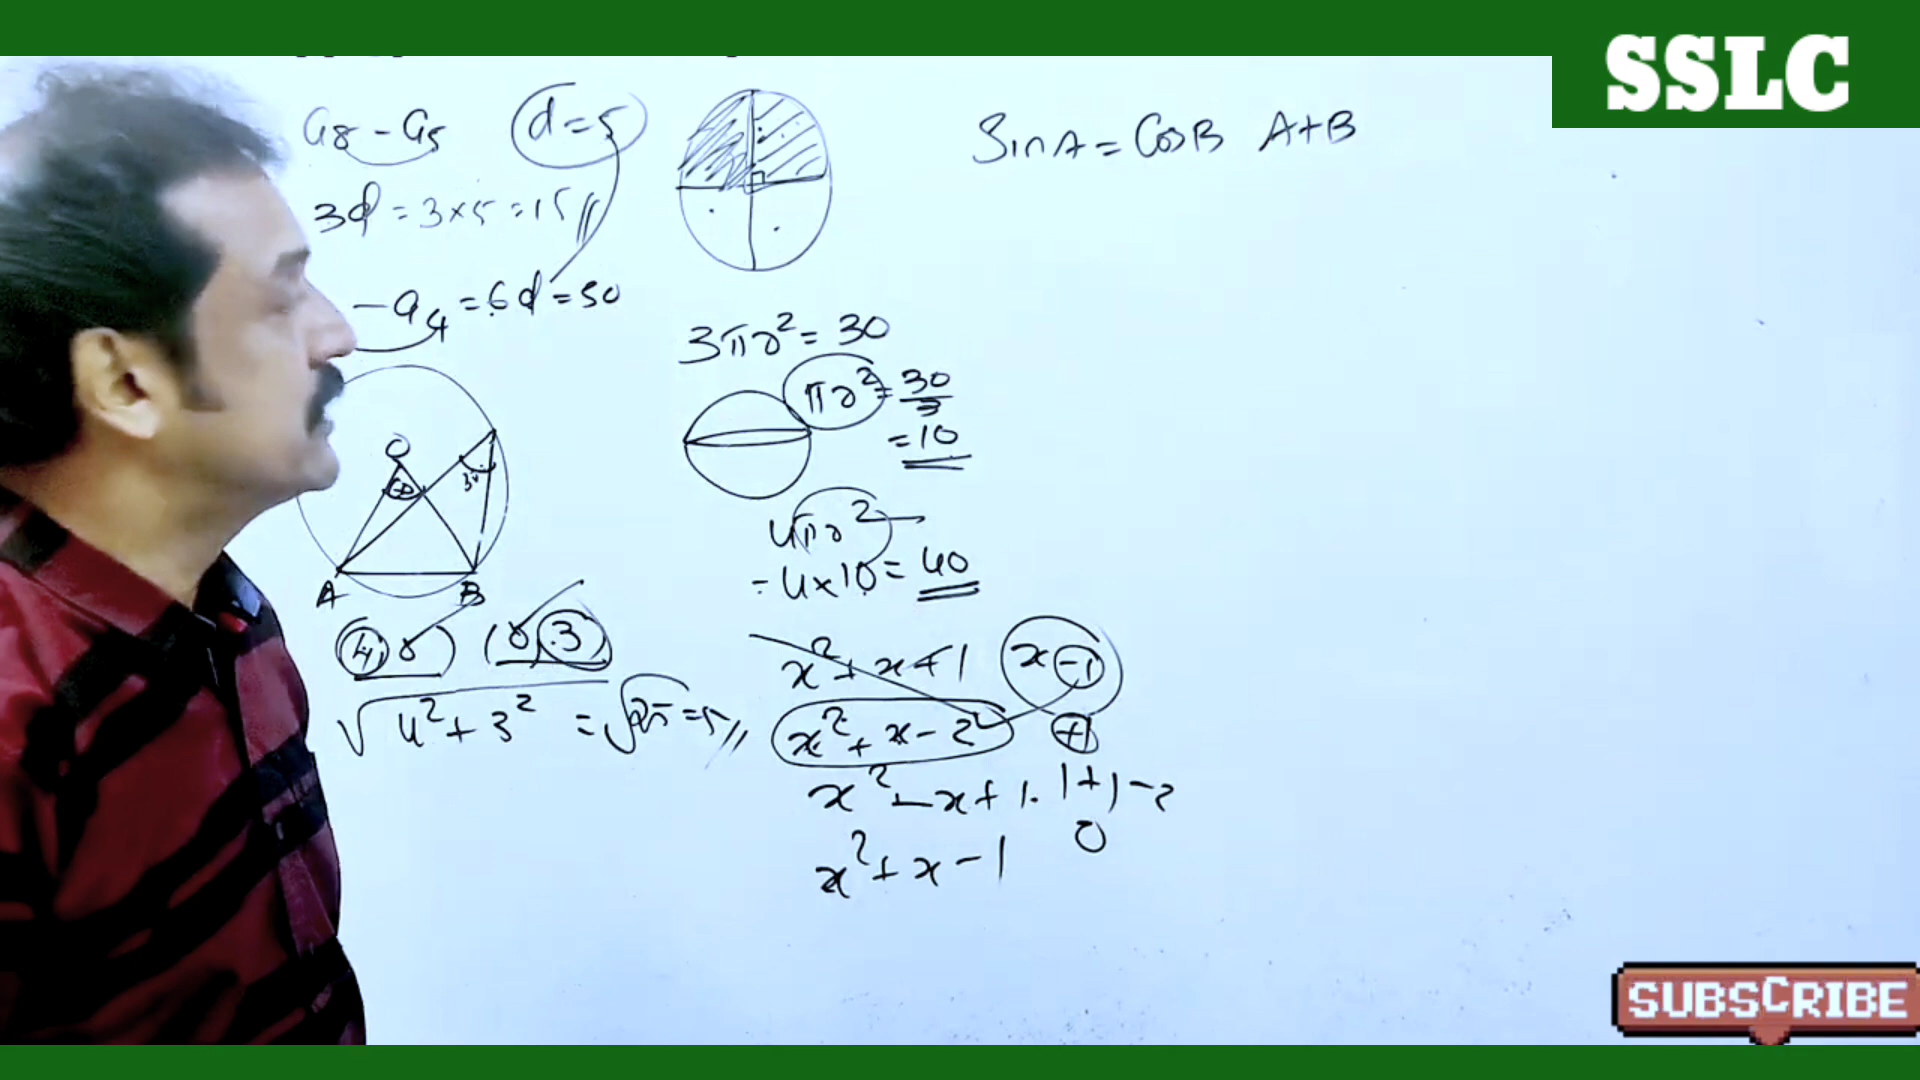 SSLC
a8 - a5 d=5
3d = 3×5 = 15
- a4 = 6d = 30
O
A B
(4, 0) (0, 3)
√4²+3² = √25 = 5
3πr² = 30
πr² = 30/3
= 10
4πr²
= 4×10 = 40
x² + x + 1 x - 1
x² + x - 2 +1
x² - x + 1 1+1-2
x² + x - 1 0
Sin A = Cos B A+B
SUBSCRIBE